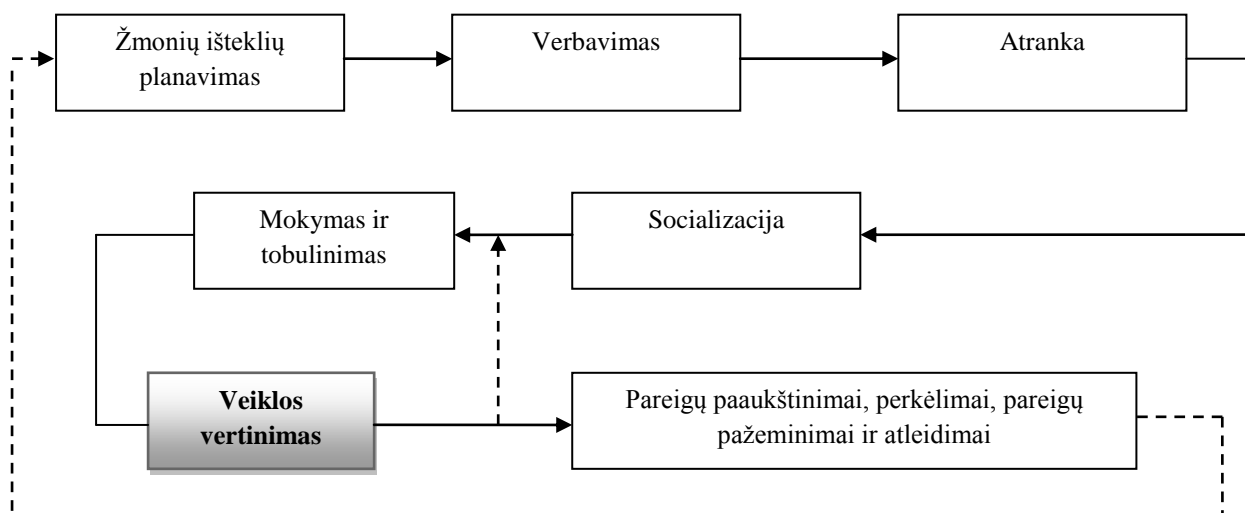 Žmonių išteklių
planavimas
Verbavimas
Atranka
Mokymas ir
tobulinimas
Socializacija
Veiklos
vertinimas
Pareigų paaukštinimai, perkėlimai, pareigų
pažeminimai ir atleidimai